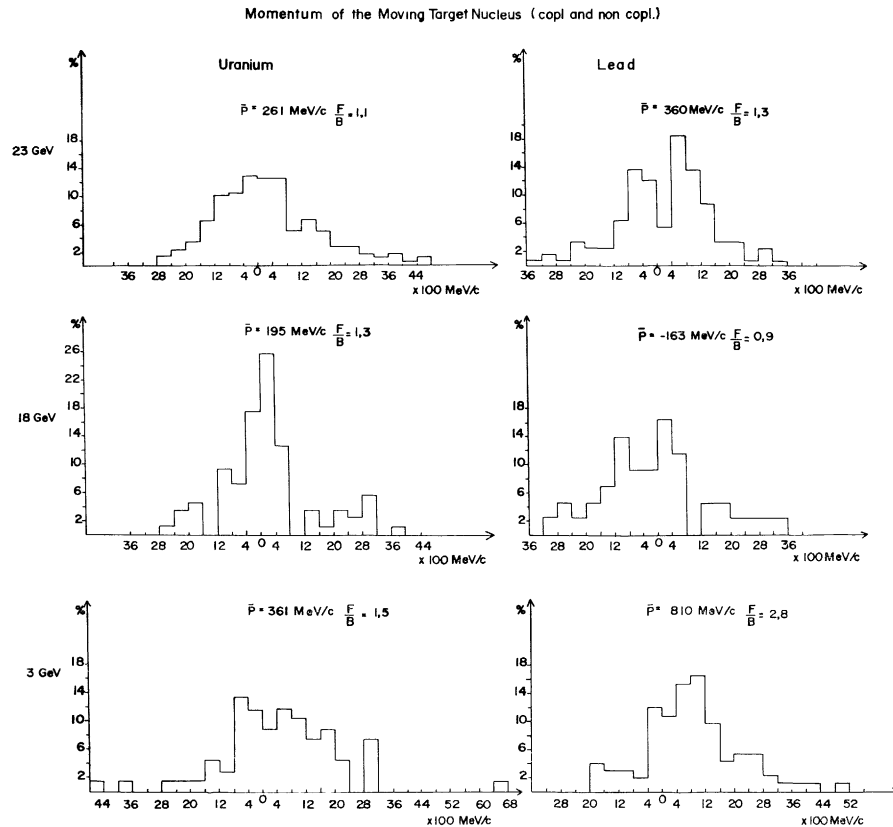 Momentum of the Moving Target Nucleus ( copl and non copl.)
Uranium
Lead
23 GeV
%
P̄ = 261 MeV/c F/B = 1,1
18
14
10
6
2
36 28 20 12 4 0 4 12 20 28 36 44
x 100 MeV/c
%
P̄ = 360 MeV/c F/B = 1,3
18
14
10
6
2
36 28 20 12 4 0 4 12 20 28 36
x 100 MeV/c
18 GeV
%
P̄ = 195 MeV/c F/B = 1,3
26
22
18
14
10
6
2
36 28 20 12 4 0 4 12 20 28 36 44
x 100 MeV/c
%
P̄ = -163 MeV/c F/B = 0,9
18
14
10
6
2
36 28 20 12 4 0 4 12 20 28 36
x 100 MeV/c
3 GeV
%
P̄ = 361 MeV/c F/B = 1,5
18
14
10
6
2
44 36 28 20 12 4 0 4 12 20 28 36 44 52 60 68
x 100 MeV/c
%
P̄ = 810 MeV/c F/B = 2,8
18
14
10
6
2
28 20 12 4 0 4 12 20 28 36 44 52
x 100 MeV/c